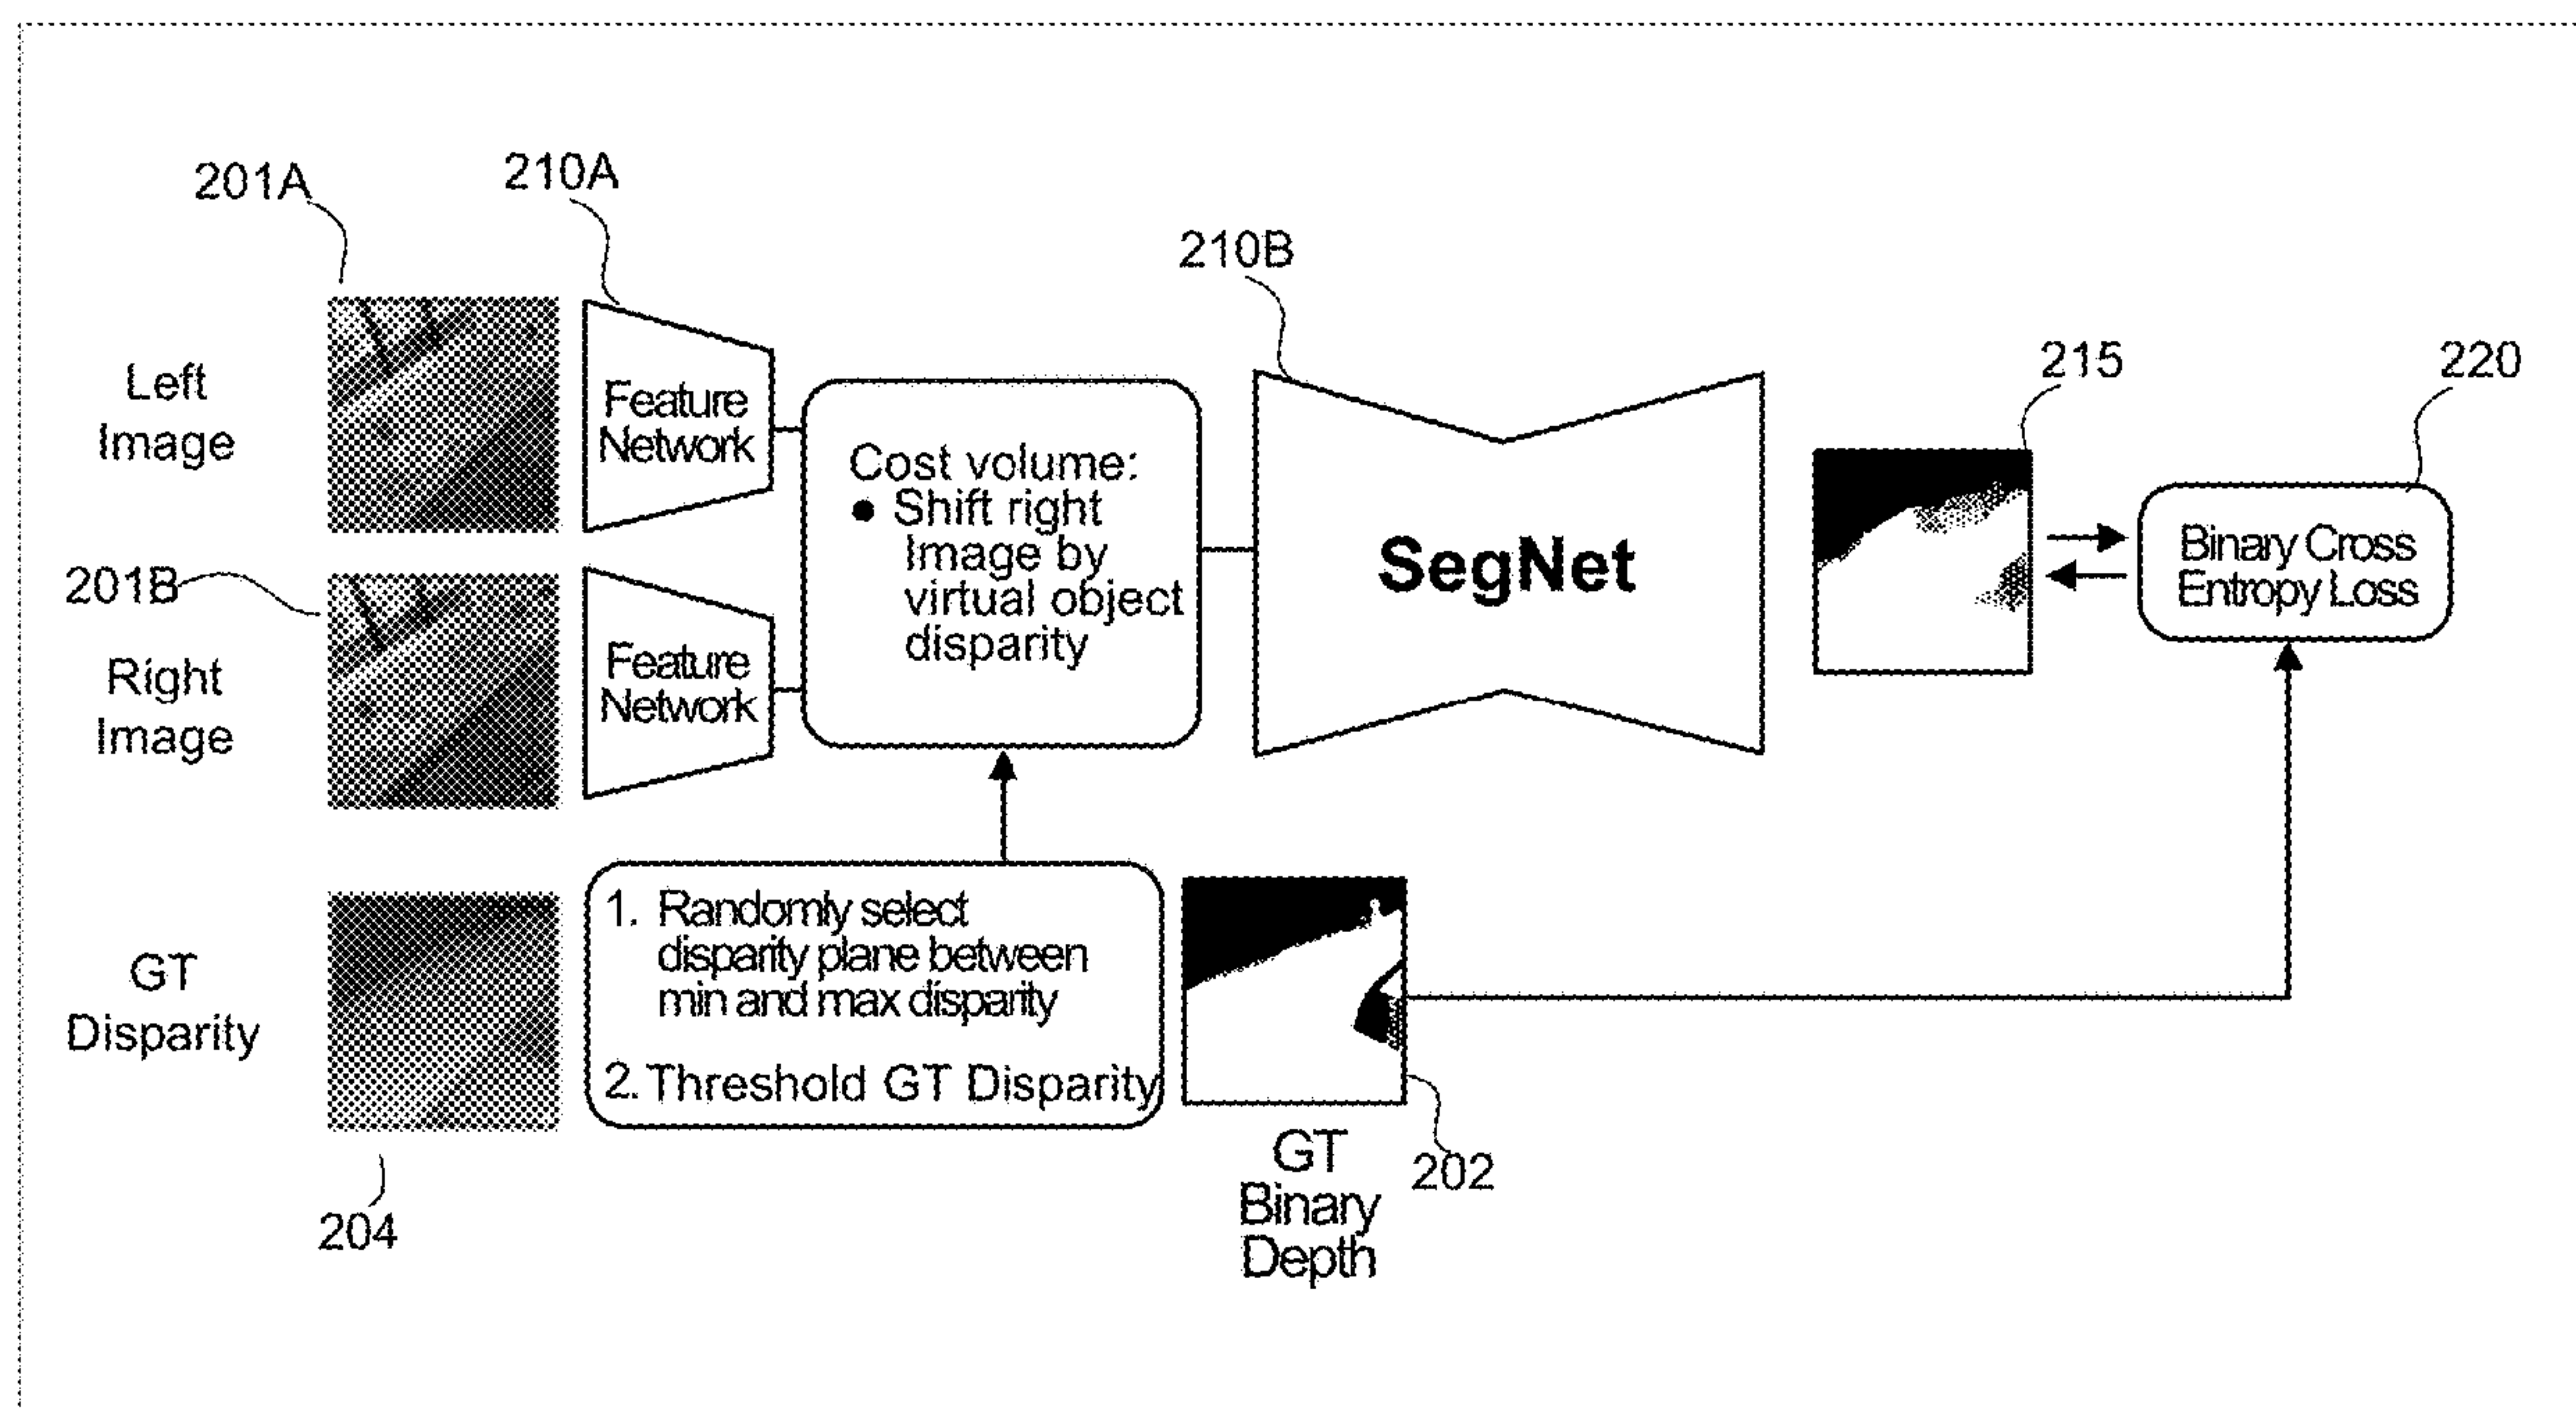 201A
210A
210B
215
220
Left
Image
Feature
Network
Cost volume:
● Shift right
Image by
virtual object
disparity
SegNet
Binary Cross
Entropy Loss
201B
Right
Image
Feature
Network
GT
Disparity
1. Randomly select
disparity plane between
min and max disparity
2. Threshold GT Disparity
204
GT
Binary
Depth
202